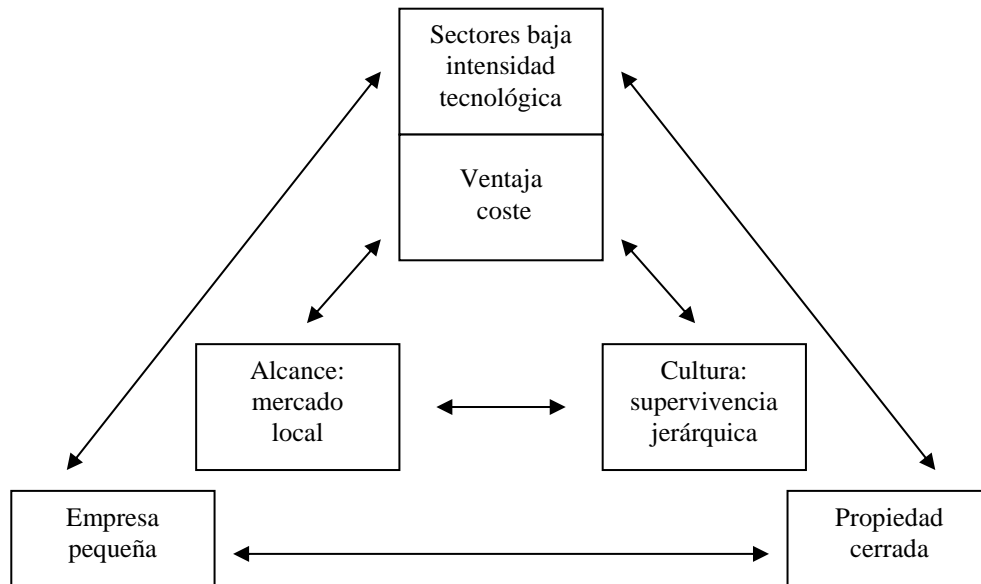 Sectores baja
intensidad
tecnológica
Ventaja
coste
Alcance:
mercado
local
Cultura:
supervivencia
jerárquica
Empresa
pequeña
Propiedad
cerrada